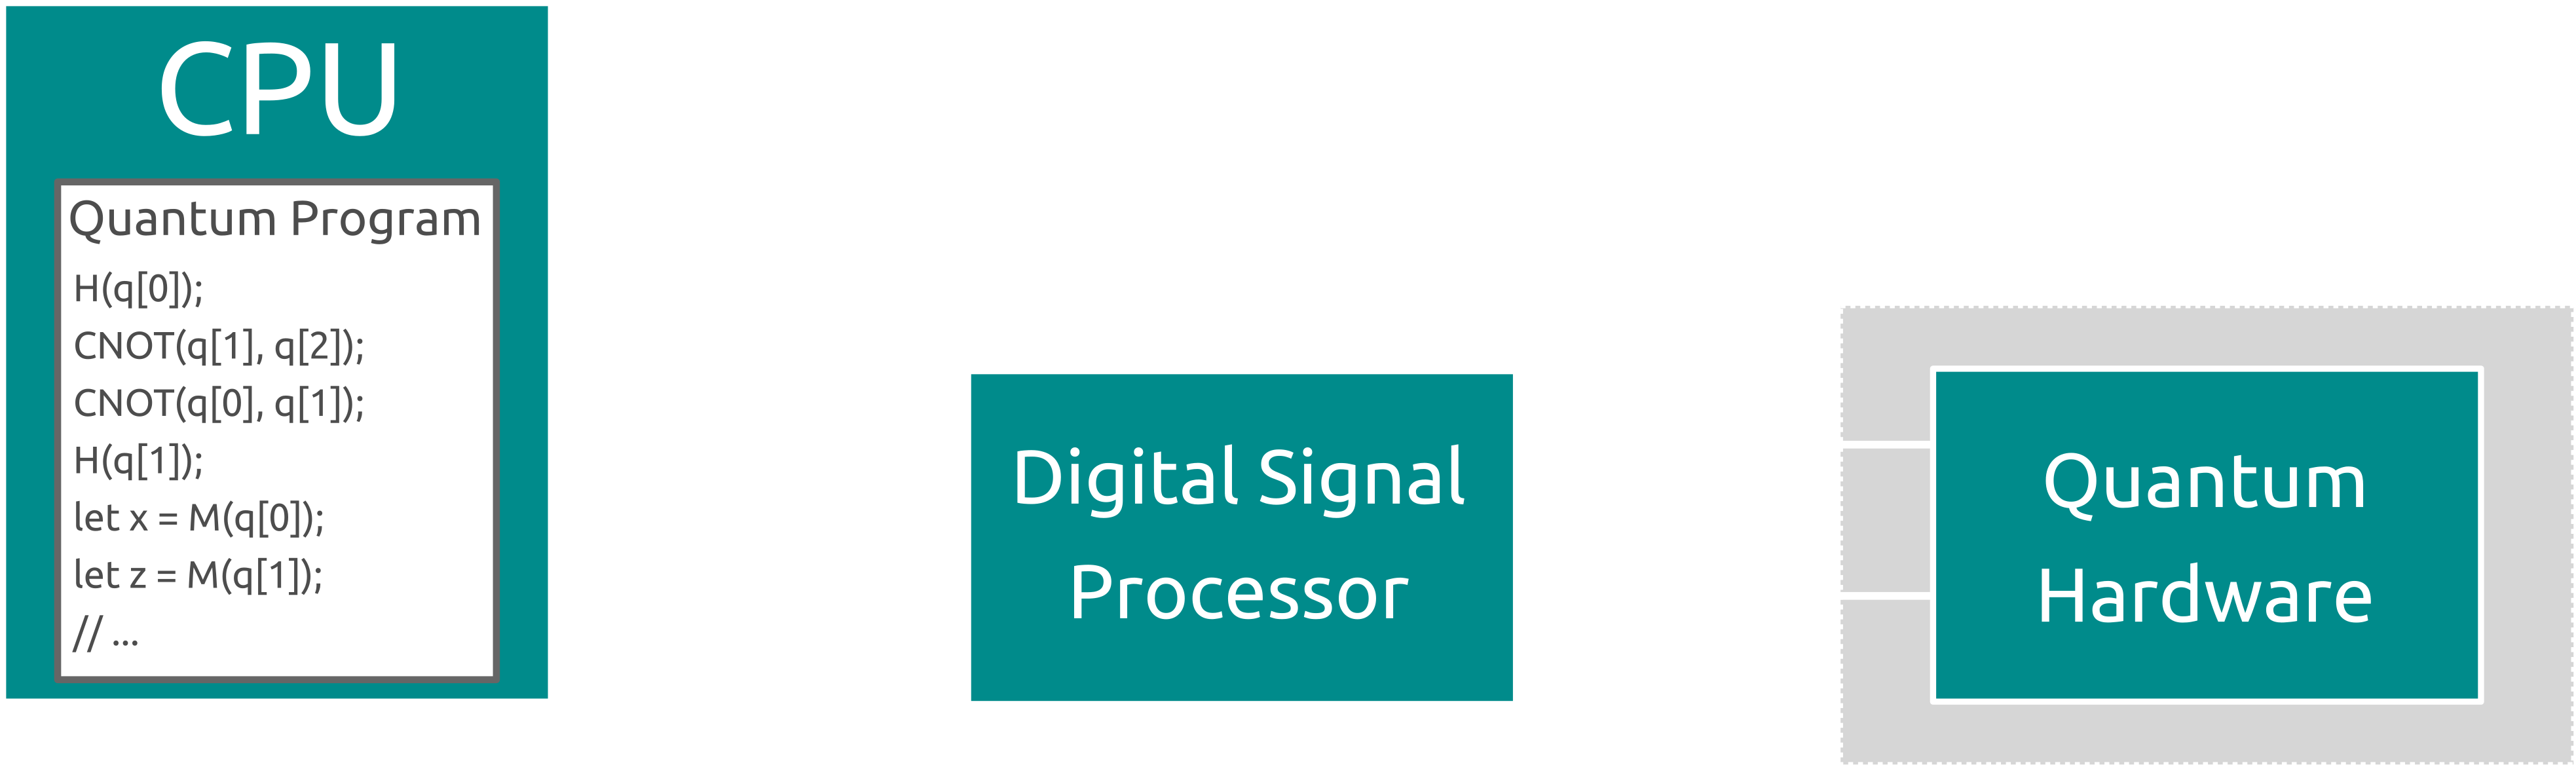 CPU
Quantum Program
H(q[0]);
CNOT(q[1], q[2]);
CNOT(q[0], q[1]);
H(q[1]);
let x = M(q[0]);
let z = M(q[1]);
// ...
Digital Signal
Processor
Quantum
Hardware